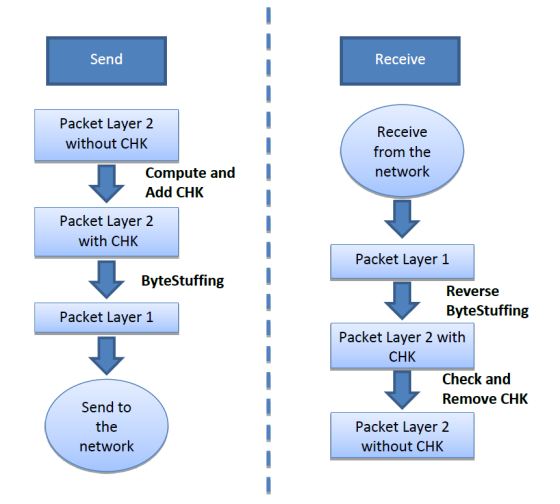 Send
Packet Layer 2
without CHK
Compute and
Add CHK
Packet Layer 2
with CHK
ByteStuffing
Packet Layer 1
Send to
the
network
Receive
Receive
from the
network
Packet Layer 1
Reverse
ByteStuffing
Packet Layer 2 with
CHK
Check and
Remove CHK
Packet Layer 2
without CHK